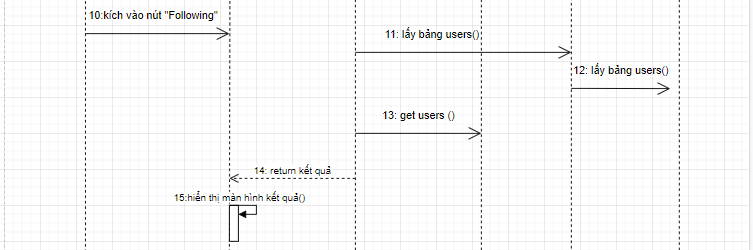 10:kích vào nút "Following"
11: lấy bảng users()
12: lấy bảng users()
13: get users ()
14: return kết quả
15:hiển thị màn hình kết quả()